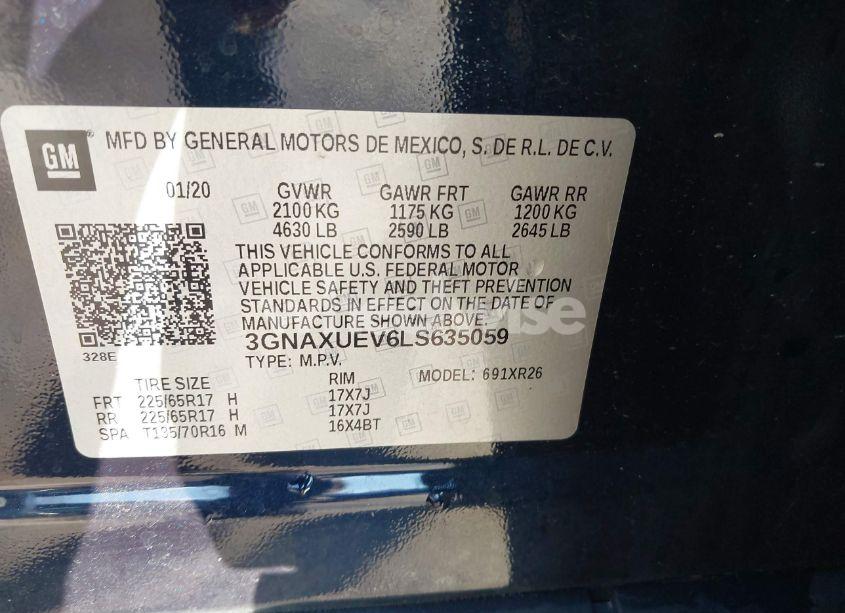 GM ® MFD BY GENERAL MOTORS DE MEXICO, S. DE R.L. DE C.V.
01/20 GVWR GAWR FRT GAWR RR
2100 KG 1175 KG 1200 KG
4630 LB 2590 LB 2645 LB
THIS VEHICLE CONFORMS TO ALL
APPLICABLE U.S. FEDERAL MOTOR
VEHICLE SAFETY AND THEFT PREVENTION
STANDARDS IN EFFECT ON THE DATE OF
MANUFACTURE SHOWN ABOVE.
328E 3GNAXUEV6LS635059
TYPE: M.P.V. MODEL: 691XR26
TIRE SIZE RIM
FRT 225/65R17 H 17X7J
RR 225/65R17 H 17X7J
SPA T135/70R16 M 16X4BT